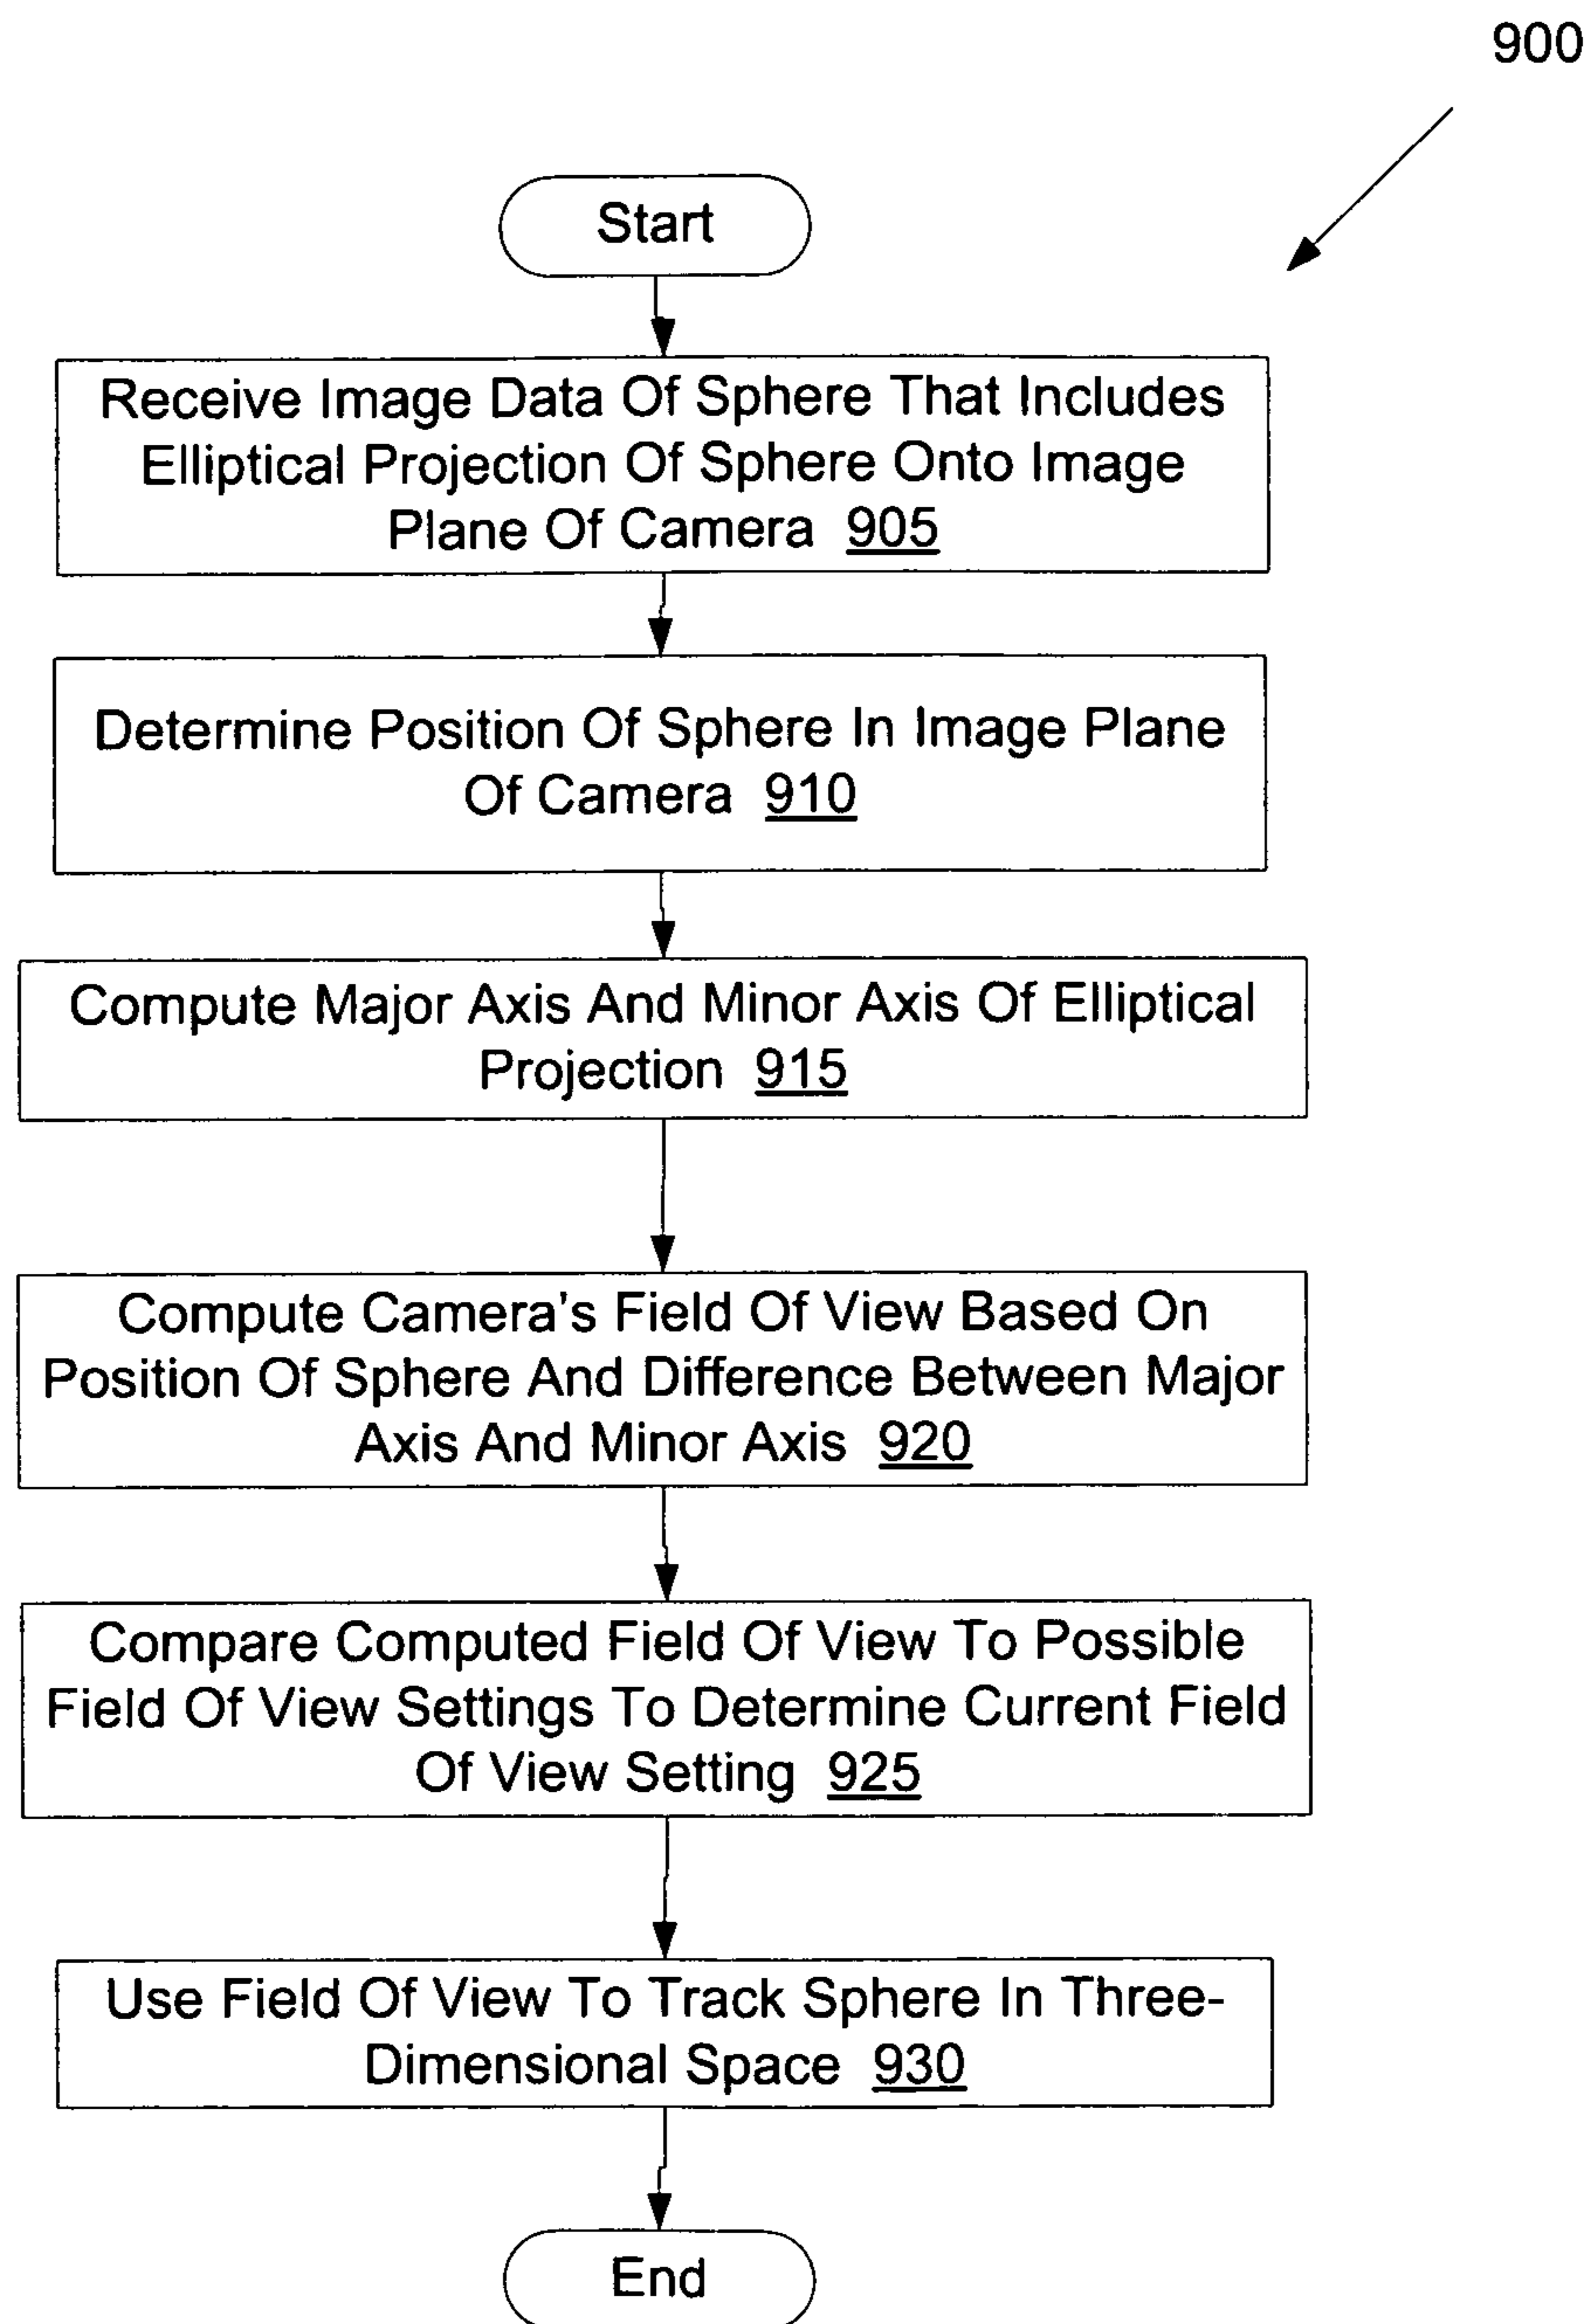 900
Start
Receive Image Data Of Sphere That Includes
Elliptical Projection Of Sphere Onto Image
Plane Of Camera 905
Determine Position Of Sphere In Image Plane
Of Camera 910
Compute Major Axis And Minor Axis Of Elliptical
Projection 915
Compute Camera's Field Of View Based On
Position Of Sphere And Difference Between Major
Axis And Minor Axis 920
Compare Computed Field Of View To Possible
Field Of View Settings To Determine Current Field
Of View Setting 925
Use Field Of View To Track Sphere In Three-
Dimensional Space 930
End